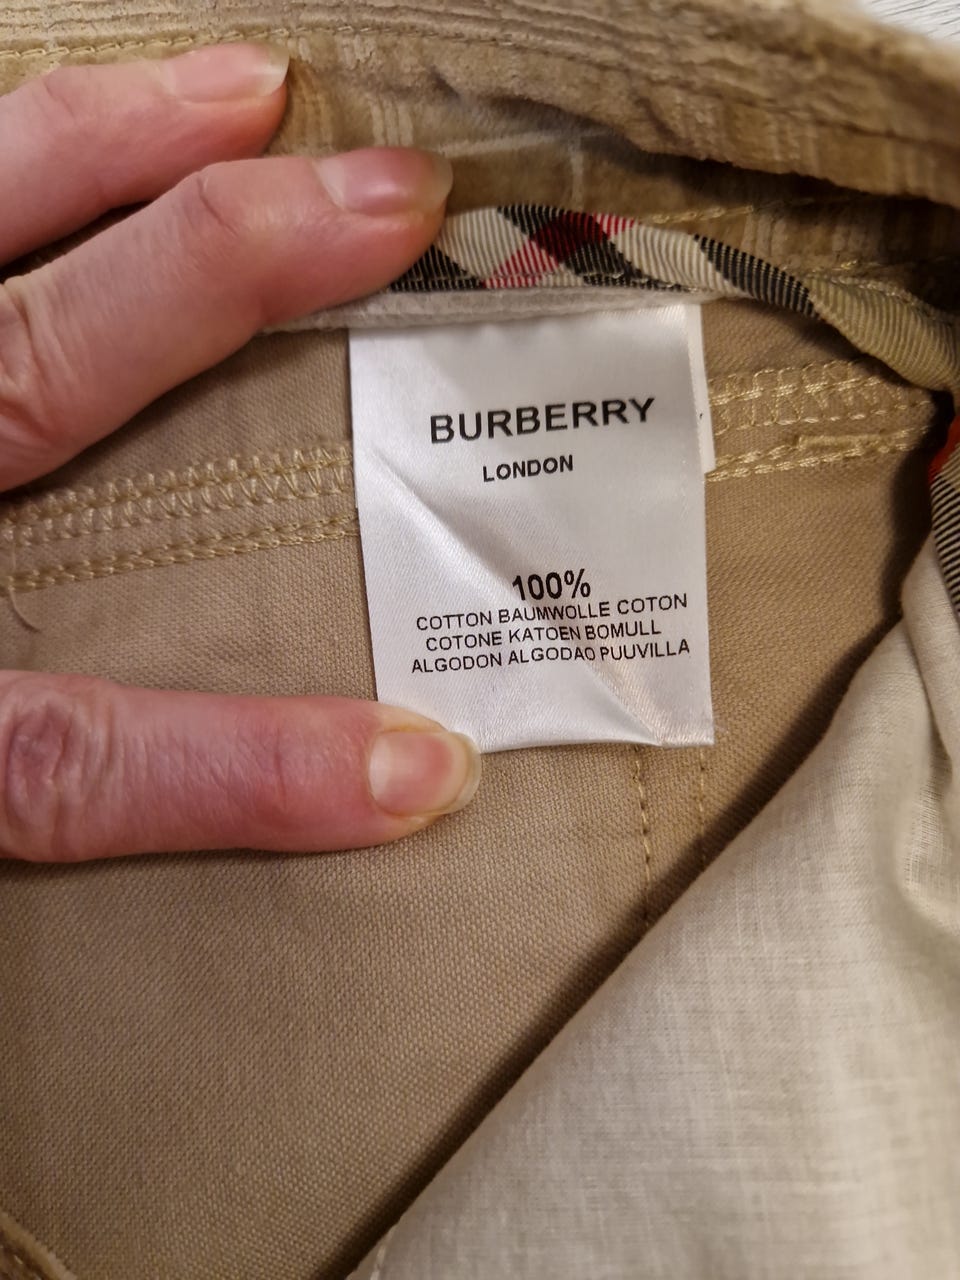 BURBERRY
LONDON
100%
COTTON BAUMWOLLE COTON
COTONE KATOEN BOMULL
ALGODON ALGODAO PUUVILLA